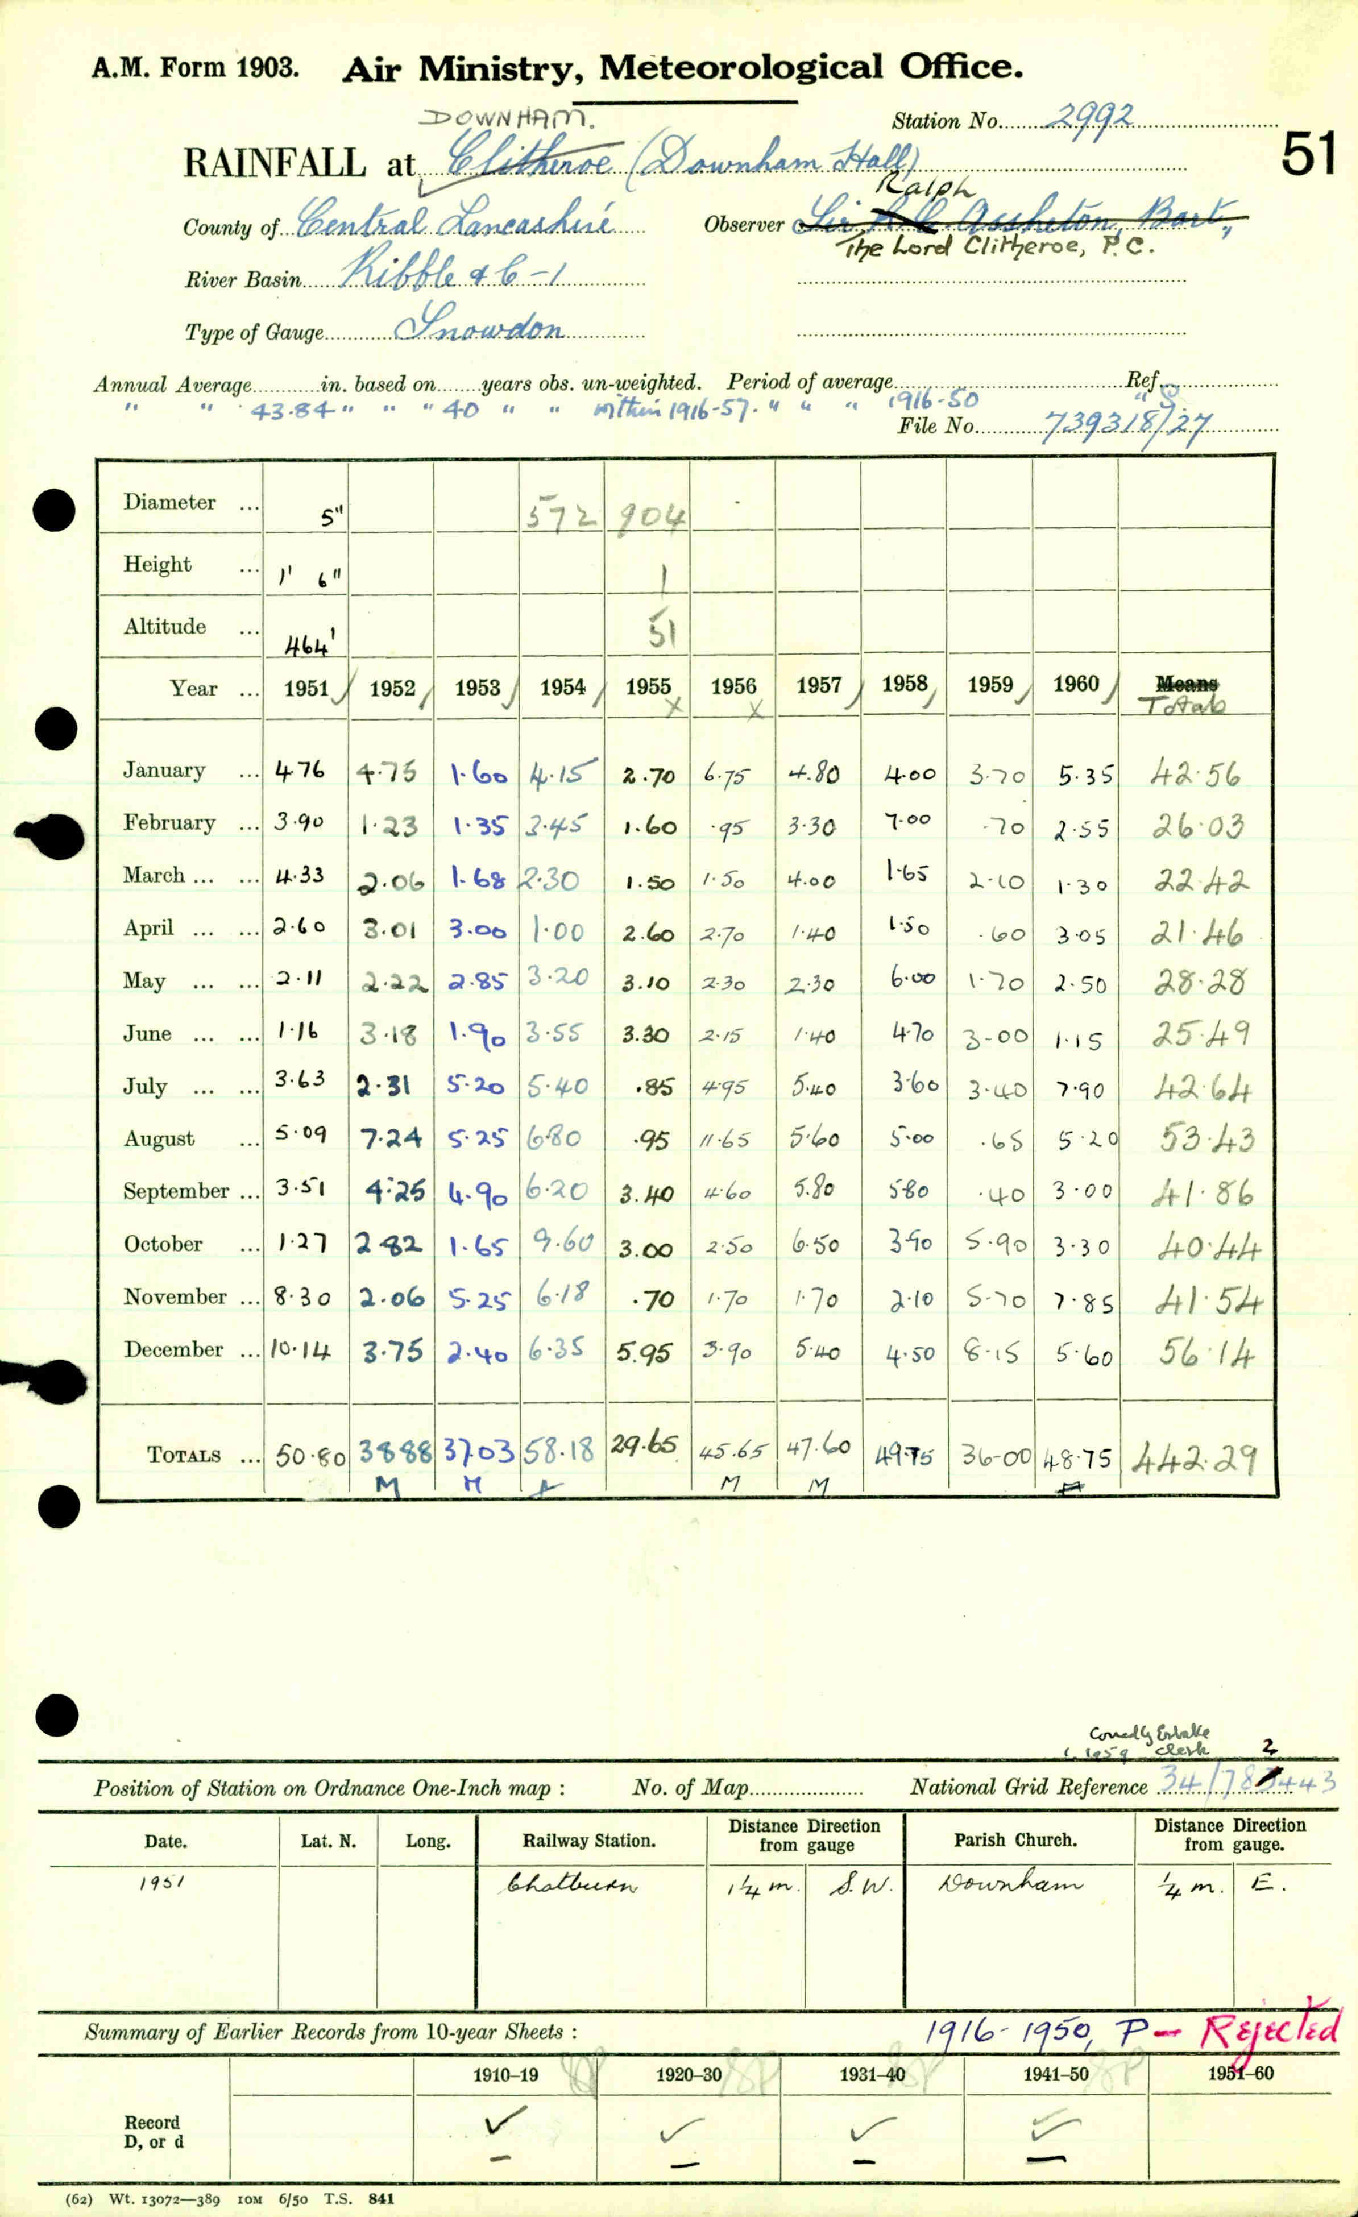 A.M. Form 1903. Air Ministry, Meteorological Office.
DOWNHAM.
Station No. 2992
51
RAINFALL at Clitheroe (Downham Hall)
Ralph
County of Central Lancashire Observer Sir R.C. Assheton, Bart.,
The Lord Clitheroe, P.C.
River Basin Ribble & C-1
Type of Gauge Snowdon
Annual Average in. based on years obs. un-weighted. Period of average Ref.
" " 43.84 " " " 40 " " within 1916-57. " " " 1916-50 "
File No. 739318/27
Diameter ... 5" 572 904
Height ... 1' 6" 1
Altitude ... 464' 51
Year ... 1951 1952 1953 1954 1955 1956 1957 1958 1959 1960 Means
x x Totals
January ... 4.76 4.75 1.60 4.15 2.70 6.75 4.80 4.00 3.70 5.35 42.56
February ... 3.90 1.23 1.35 3.45 1.60 .95 3.30 7.00 .70 2.55 26.03
March ... ... 4.33 2.06 1.68 2.30 1.50 1.50 4.00 1.65 2.10 1.30 22.42
April ... ... 2.60 3.01 3.00 1.00 2.60 2.70 1.40 1.50 .60 3.05 21.46
May ... ... 2.11 2.22 2.85 3.20 3.10 2.30 2.30 6.00 1.70 2.50 28.28
June ... ... 1.16 3.18 1.90 3.55 3.30 2.15 1.40 4.70 3.00 1.15 25.49
July ... ... 3.63 2.31 5.20 5.40 .85 4.95 5.40 3.60 3.40 7.90 42.64
August ... 5.09 7.24 5.25 6.80 .95 11.65 5.60 5.00 .65 5.20 53.43
September ... 3.51 4.25 4.90 6.20 3.40 4.60 5.80 5.80 .40 3.00 41.86
October ... 1.27 2.82 1.65 9.60 3.00 2.50 6.50 3.90 5.90 3.30 40.44
November ... 8.30 2.06 5.25 6.18 .70 1.70 1.70 2.10 5.70 7.85 41.54
December ... 10.14 3.75 2.40 6.35 5.95 3.90 5.40 4.50 8.15 5.60 56.14
TOTALS ... 50.80 38.88 37.03 58.18 29.65 45.65 47.60 49.75 36.00 48.75 442.29
M M M M
clerk 2
Position of Station on Ordnance One-Inch map : No. of Map National Grid Reference 34/783443
Date. Lat. N. Long. Railway Station. Distance from Direction gauge Parish Church. Distance from Direction gauge.
1951 Chatburn 1¼ m. S.W. Downham ¼ m. E.
Summary of Earlier Records from 10-year Sheets : 1916-1950, P - Rejected
1910–19 1920–30 1931–40 1941–50 1951–60
Record
D, or d
(62) Wt. 13072—389 IOM 6/50 T.S. 841